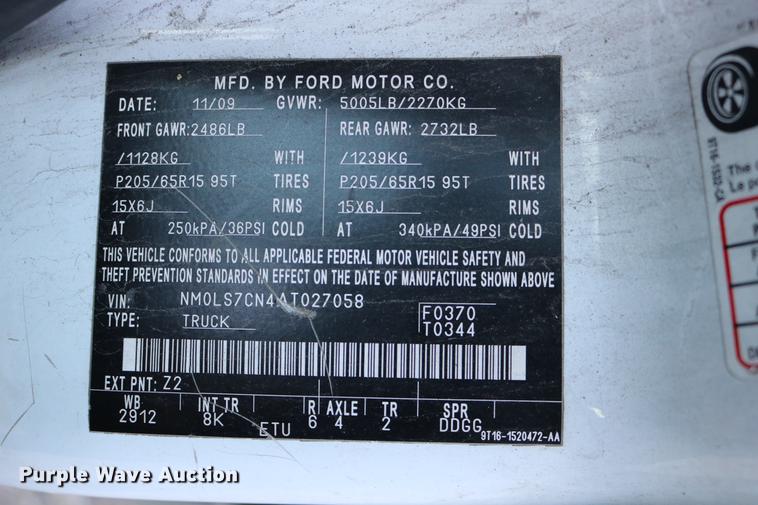 MFD. BY FORD MOTOR CO.
DATE: 11/09 GVWR: 5005LB/2270KG
FRONT GAWR: 2486LB REAR GAWR: 2732LB
/1128KG WITH /1239KG WITH
P205/65R15 95T TIRES P205/65R15 95T TIRES
15X6J RIMS 15X6J RIMS
AT 250kPA/36PSI COLD AT 340kPA/49PSI COLD
THIS VEHICLE CONFORMS TO ALL APPLICABLE FEDERAL MOTOR VEHICLE SAFETY AND
THEFT PREVENTION STANDARDS IN EFFECT ON THE DATE OF MANUFACTURE SHOWN ABOVE
VIN: NM0LS7CN4AT027058 F0370
TYPE: TRUCK T0344
EXT PNT: Z2
WB INT TR R AXLE TR SPR
2912 8K 6 4 2 DDGG
ETU
9T16-1520472-AA
The
Le p
Purple Wave Auction